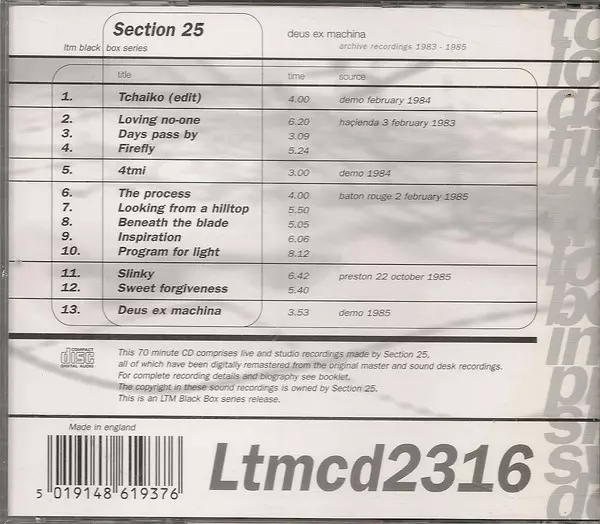 Section 25
deus ex machina
ltm black box series
archive recordings 1983 - 1985
title time source
1. Tchaiko (edit) 4.00 demo february 1984
2. Loving no-one 6.20 haçienda 3 february 1983
3. Days pass by 3.09
4. Firefly 5.24
5. 4tmi 3.00 demo 1984
6. The process 4.00 baton rouge 2 february 1985
7. Looking from a hilltop 5.50
8. Beneath the blade 5.05
9. Inspiration 6.06
10. Program for light 8.12
11. Slinky 6.42 preston 22 october 1985
12. Sweet forgiveness 5.40
13. Deus ex machina 3.53 demo 1985
COMPACT
disc
DIGITAL AUDIO
This 70 minute CD comprises live and studio recordings made by Section 25,
all of which have been digitally remastered from the original master and sound desk recordings.
For complete recording details and biography see booklet.
The copyright in these sound recordings is owned by Section 25.
This is an LTM Black Box series release.
Made in england
5 019148 619376
Ltmcd2316